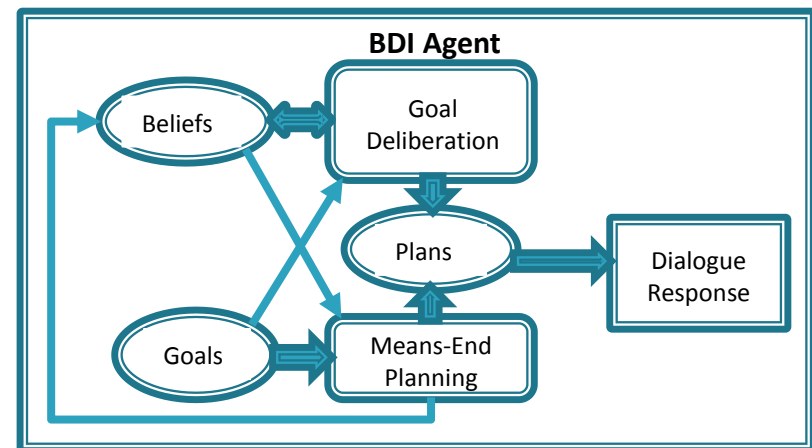 BDI Agent
Beliefs
Goal
Deliberation
Plans
Dialogue
Response
Goals
Means-End
Planning